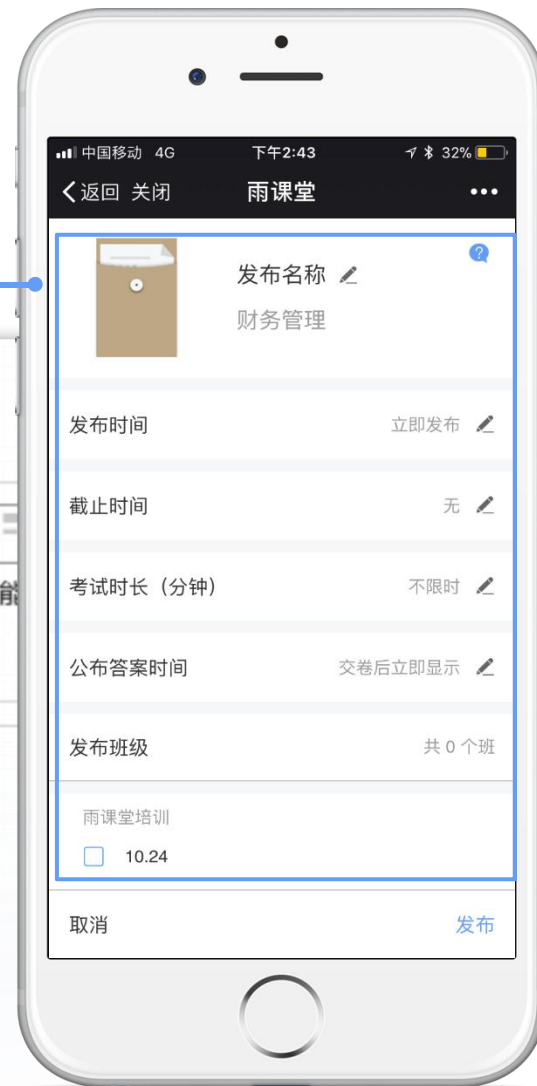 中国移动 4G 下午2:43 32%
返回 关闭 雨课堂
发布名称
财务管理
发布时间 立即发布
截止时间 无
考试时长（分钟） 不限时
公布答案时间 交卷后立即显示
发布班级 共 0 个班
雨课堂培训
10.24
取消 发布
能